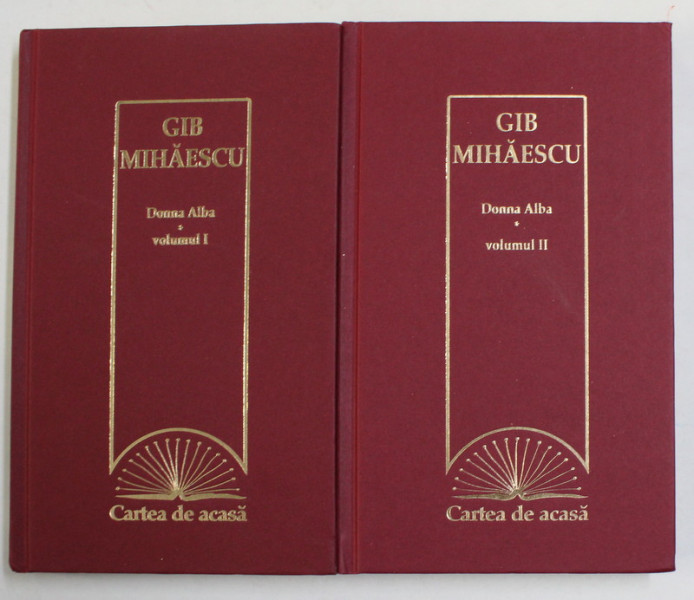 GIB
MIHĂESCU
Donna Alba
*
volumul I
Cartea de acasă
GIB
MIHĂESCU
Donna Alba
*
volumul II
Cartea de acasă